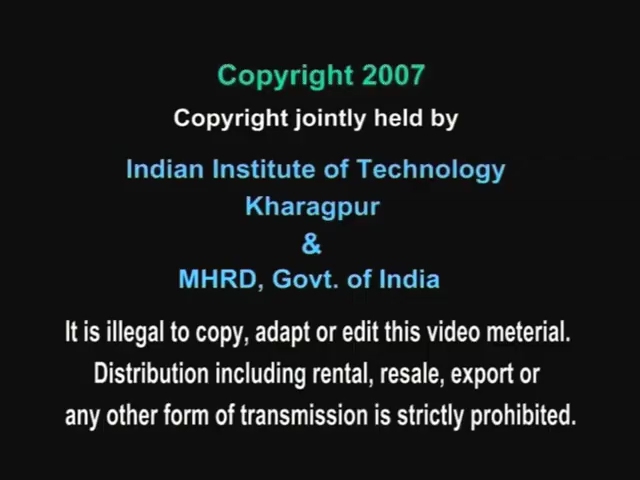 Copyright 2007
Copyright jointly held by
Indian Institute of Technology
Kharagpur
&
MHRD, Govt. of India
It is illegal to copy, adapt or edit this video meterial.
Distribution including rental, resale, export or
any other form of transmission is strictly prohibited.